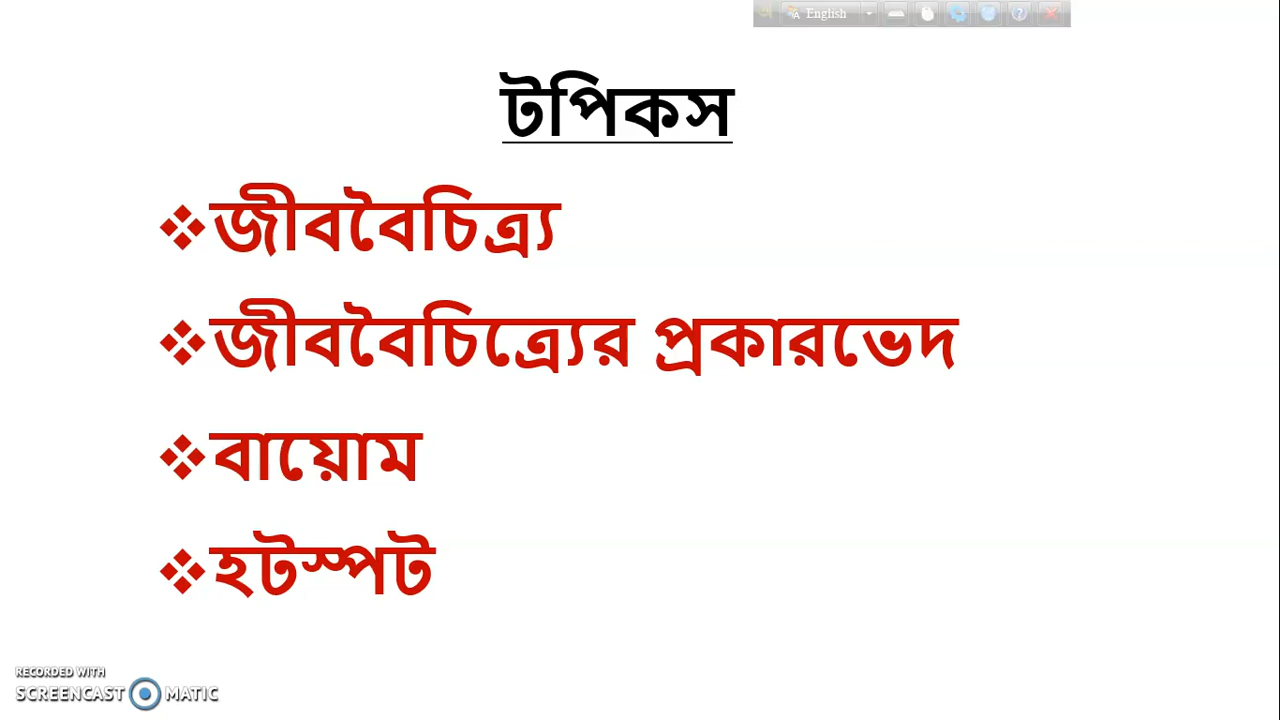 English
টপিকস
❖জীববৈচিত্র্য
❖জীববৈচিত্র্যের প্রকারভেদ
❖বায়োম
❖হটস্পট
RECORDED WITH
SCREENCAST MATIC